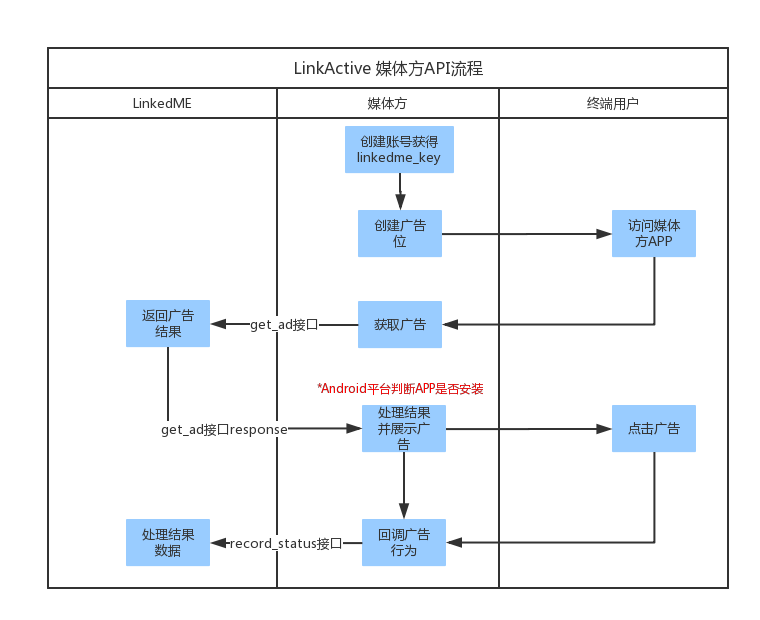 LinkActive 媒体方API流程
LinkedME
媒体方
终端用户
创建账号获得
linkedme_key
创建广告
位
访问媒体
方APP
返回广告
结果
get_ad接口
获取广告
*Android平台判断APP是否安装
get_ad接口response
处理结果
并展示广
告
点击广告
处理结果
数据
record_status接口
回调广告
行为